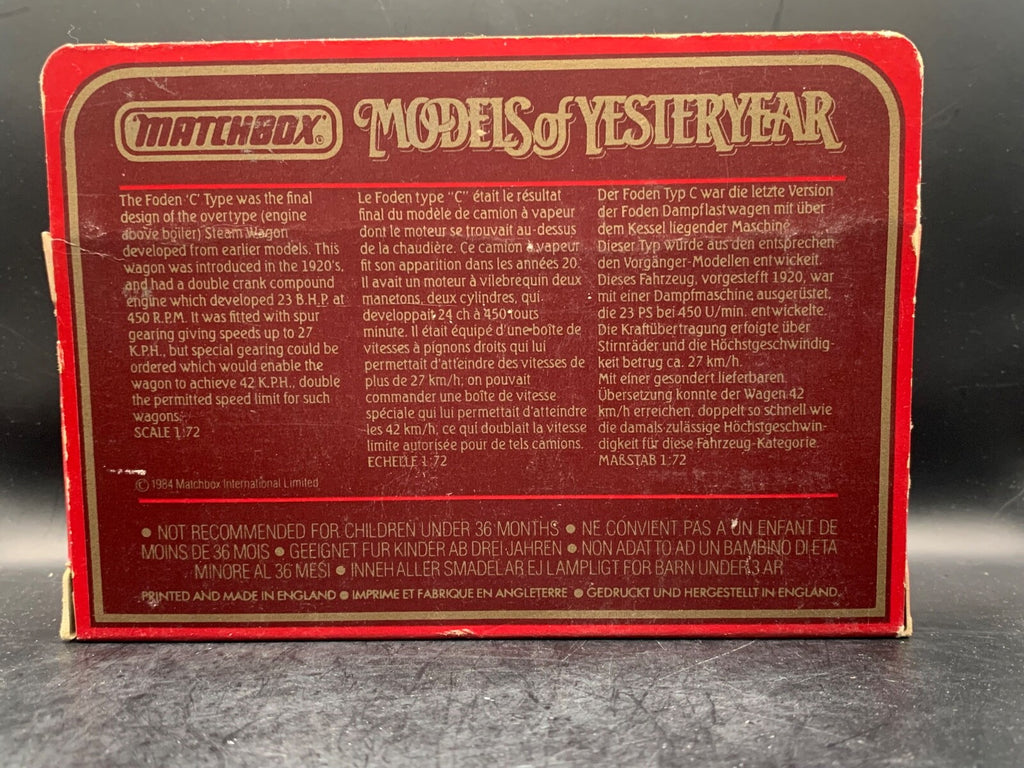 MATCHBOX
MODELS of YESTERYEAR
The Foden 'C' Type was the final
design of the overtype (engine
above boiler) Steam Wagon
developed from earlier models. This
wagon was introduced in the 1920's,
and had a double crank compound
engine which developed 23 B.H.P. at
450 R.P.M. It was fitted with spur
gearing giving speeds up to 27
K.P.H., but special gearing could be
ordered which would enable the
wagon to achieve 42 K.P.H., double
the permitted speed limit for such
wagons.
SCALE 1:72
© 1984 Matchbox International Limited
Le Foden type "C" était le résultat
final du modèle de camion à vapeur
dont le moteur se trouvait au-dessus
de la chaudière. Ce camion à vapeur
fit son apparition dans les années 20.
Il avait un moteur à vilebrequin deux
manetons, deux cylindres, qui
developpait 24 ch à 450 tours
minute. Il était équipé d'une boîte de
vitesses à pignons droits qui lui
permettait d'atteindre des vitesses de
plus de 27 km/h; on pouvait
commander une boîte de vitesse
spéciale qui lui permettait d'atteindre
les 42 km/h, ce qui doublait la vitesse
limite autorisée pour de tels camions.
ECHELLE 1:72
Der Foden Typ C war die letzte Version
der Foden Dampflastwagen mit über
dem Kessel liegender Maschine.
Dieser Typ wurde aus den entsprechen-
den Vorgänger-Modellen entwickelt.
Dieses Fahrzeug, vorgestefft 1920, war
mit einer Dampfmaschine ausgerüstet,
die 23 PS bei 450 U/min. entwickelte.
Die Kraftübertragung erfolgte über
Stirnräder und die Höchstgeschwindig-
keit betrug ca. 27 km/h.
Mit einer gesondert lieferbaren
Übersetzung konnte der Wagen 42
km/h erreichen, doppelt so schnell wie
die damals zulässige Höchstgeschwin-
digkeit für diese Fahrzeug-Kategorie.
MAßSTAB 1:72
• NOT RECOMMENDED FOR CHILDREN UNDER 36 MONTHS • NE CONVIENT PAS A UN ENFANT DE
MOINS DE 36 MOIS • GEEIGNET FUR KINDER AB DREI JAHREN • NON ADATTO AD UN BAMBINO DI ETA
MINORE AL 36 MESI • INNEHALLER SMADELAR EJ LAMPLIGT FOR BARN UNDER 3 AR
PRINTED AND MADE IN ENGLAND • IMPRIME ET FABRIQUE EN ANGLETERRE • GEDRUCKT UND HERGESTELLT IN ENGLAND.